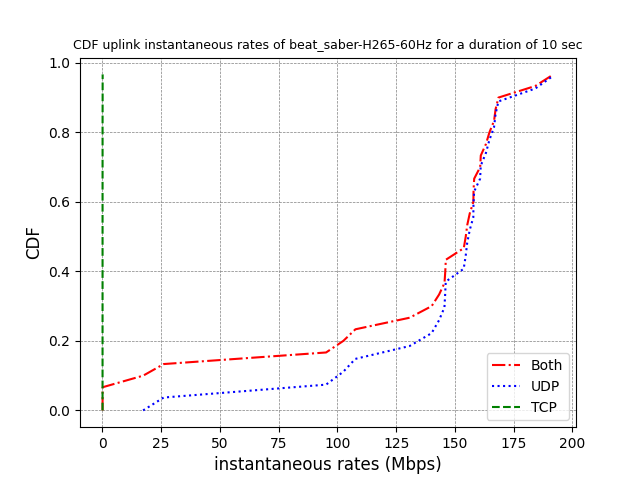 CDF uplink instantaneous rates of beat_saber-H265-60Hz for a duration of 10 sec
1.0
0.8
0.6
0.4
0.2
0.0
CDF
Both
UDP
TCP
0 25 50 75 100 125 150 175 200
instantaneous rates (Mbps)